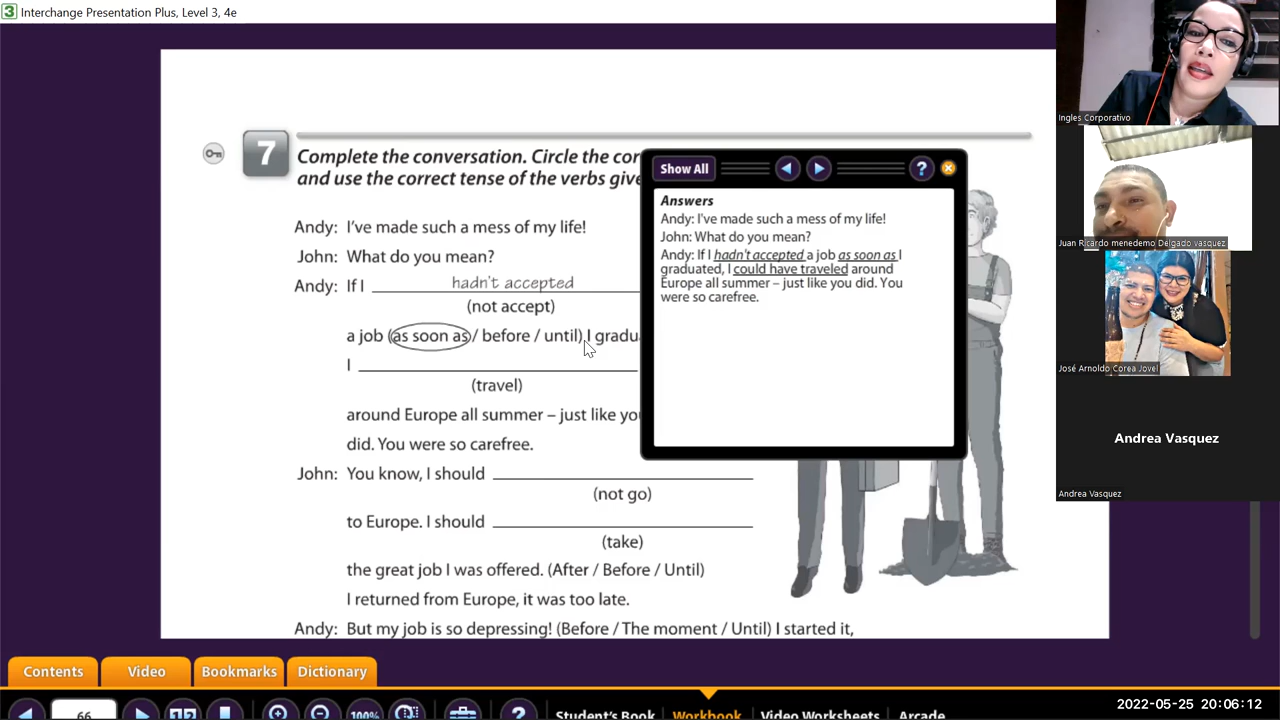 Interchange Presentation Plus, Level 3, 4e
7
Complete the conversation. Circle the cor
and use the correct tense of the verbs give
Andy: I've made such a mess of my life!
John: What do you mean?
Andy: If I hadn't accepted
(not accept)
a job (as soon as / before / until) I gradua
I
(travel)
around Europe all summer – just like you
did. You were so carefree.
John: You know, I should
(not go)
to Europe. I should
(take)
the great job I was offered. (After / Before / Until)
I returned from Europe, it was too late.
Andy: But my job is so depressing! (Before / The moment / Until) I started it,
Show All
?
Answers
Andy: I've made such a mess of my life!
John: What do you mean?
Andy: If I hadn't accepted a job as soon as I
graduated, I could have traveled around
Europe all summer – just like you did. You
were so carefree.
Ingles Corporativo
Juan Ricardo menedemo Delgado vasquez
José Arnoldo Corea Jovel
Andrea Vasquez
Andrea Vasquez
Contents
Video
Bookmarks
Dictionary
66
100%
?
Student's Book
Workbook
Video Worksheets
Arcade
2022-05-25 20:06:12